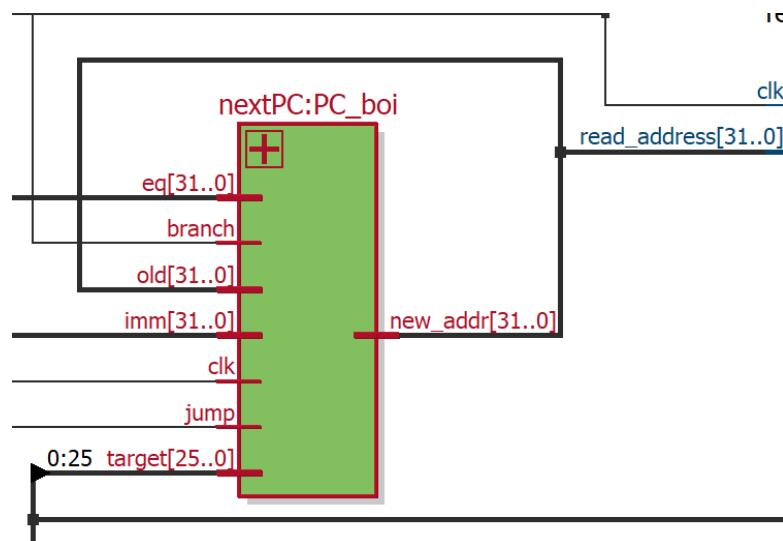 nextPC:PC_boi
clk
read_address[31..0]
eq[31..0]
branch
old[31..0]
imm[31..0]
new_addr[31..0]
clk
jump
0:25 target[25..0]